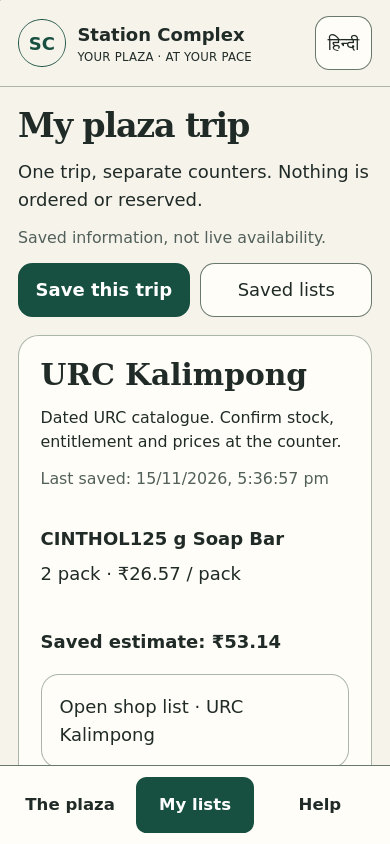 SC
Station Complex
YOUR PLAZA · AT YOUR PACE
हिन्दी
My plaza trip
One trip, separate counters. Nothing is
ordered or reserved.
Saved information, not live availability.
Save this trip
Saved lists
URC Kalimpong
Dated URC catalogue. Confirm stock,
entitlement and prices at the counter.
Last saved: 15/11/2026, 5:36:57 pm
CINTHOL125 g Soap Bar
2 pack · ₹26.57 / pack
Saved estimate: ₹53.14
Open shop list · URC
Kalimpong
The plaza
My lists
Help